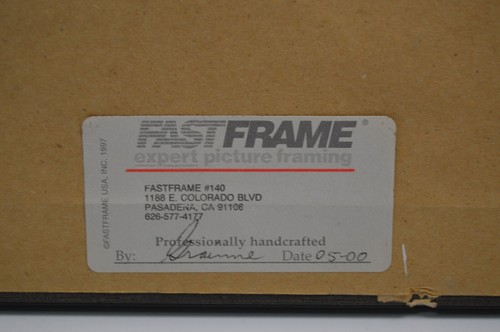 FASTFRAME®
expert picture framing
FASTFRAME #140
1188 E. COLORADO BLVD
PASADENA, CA 91106
626-577-4177
Professionally handcrafted
By: Date 05-00
©FASTFRAME USA, INC. 1997